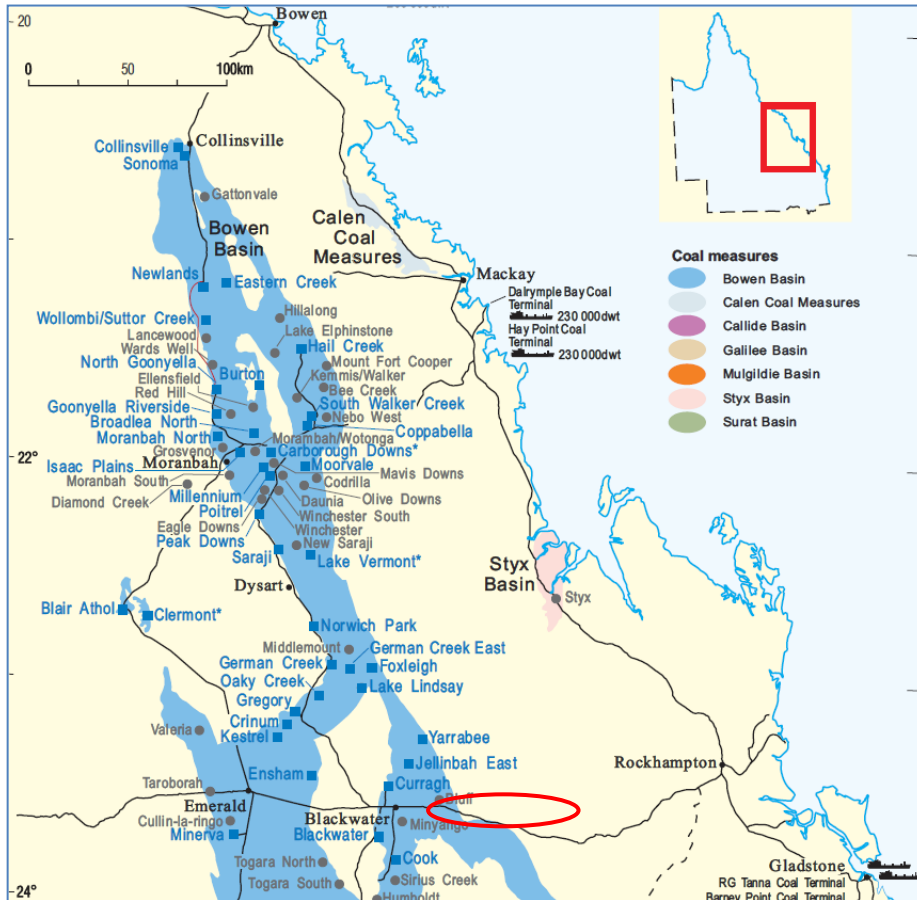 20
Bowen
0
50
100km
Collinsville
Collinsville
Sonoma
Gattonvale
Bowen
Basin
Calen
Coal
Measures
Newlands
Eastern Creek
Mackay
Dalrymple Bay Coal
Terminal
230 000dwt
Hay Point Coal
Terminal
230 000dwt
Coal measures
Bowen Basin
Calen Coal Measures
Callide Basin
Galilee Basin
Mulgildie Basin
Styx Basin
Surat Basin
Hillalong
Wollombi/Suttor Creek
Lake Elphinstone
Lancewood
Hail Creek
Wards Well
Mount Fort Cooper
North Goonyella
Burton
Kemmis/Walker
Ellensfield
Bee Creek
Red Hill
South Walker Creek
Goonyella Riverside
Nebo West
Broadlea North
Coppabella
Moranbah North
Morambah/Wotonga
Grosvenor
Carborough Downs*
Moranbah
Moorvale
22°
Isaac Plains
Mavis Downs
Moranbah South
Codrilla
Diamond Creek
Millennium
Daunia
Olive Downs
Poitrel
Winchester South
Eagle Downs
Winchester
Peak Downs
New Saraji
Saraji
Lake Vermont*
Styx
Basin
Styx
Dysart
Blair Athol
Clermont*
Norwich Park
Middlemount
German Creek East
German Creek
Foxleigh
Oaky Creek
Lake Lindsay
Gregory
Crinum
Valeria
Kestrel
Yarrabee
Jellinbah East
Rockhampton
Ensham
Curragh
Taroborah
Bluff
Emerald
Blackwater
Cullin-la-ringo
Minyango
Minerva
Blackwater
Cook
Togara North
Gladstone
Togara South
Sirius Creek
RG Tanna Coal Terminal
24°
Humboldt
Barney Point Coal Terminal